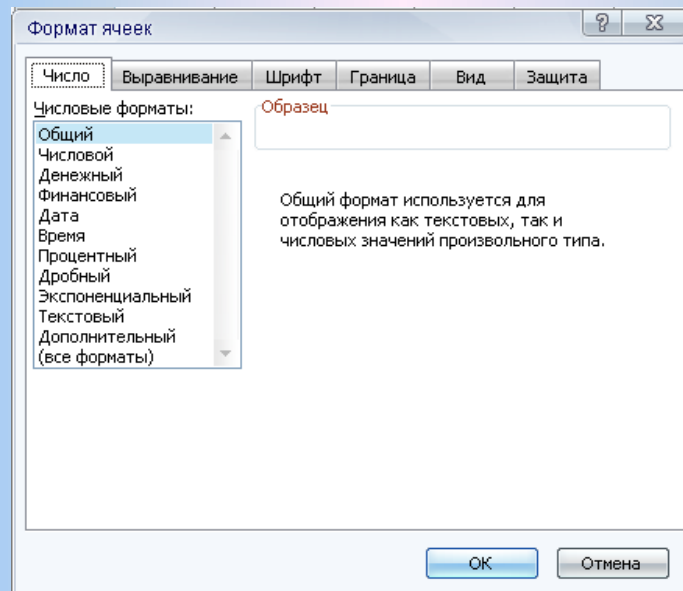 Формат ячеек
Число Выравнивание Шрифт Граница Вид Защита
Числовые форматы:
Образец
Общий
Числовой
Денежный
Финансовый
Дата
Время
Процентный
Дробный
Экспоненциальный
Текстовый
Дополнительный
(все форматы)
Общий формат используется для
отображения как текстовых, так и
числовых значений произвольного типа.
ОК Отмена